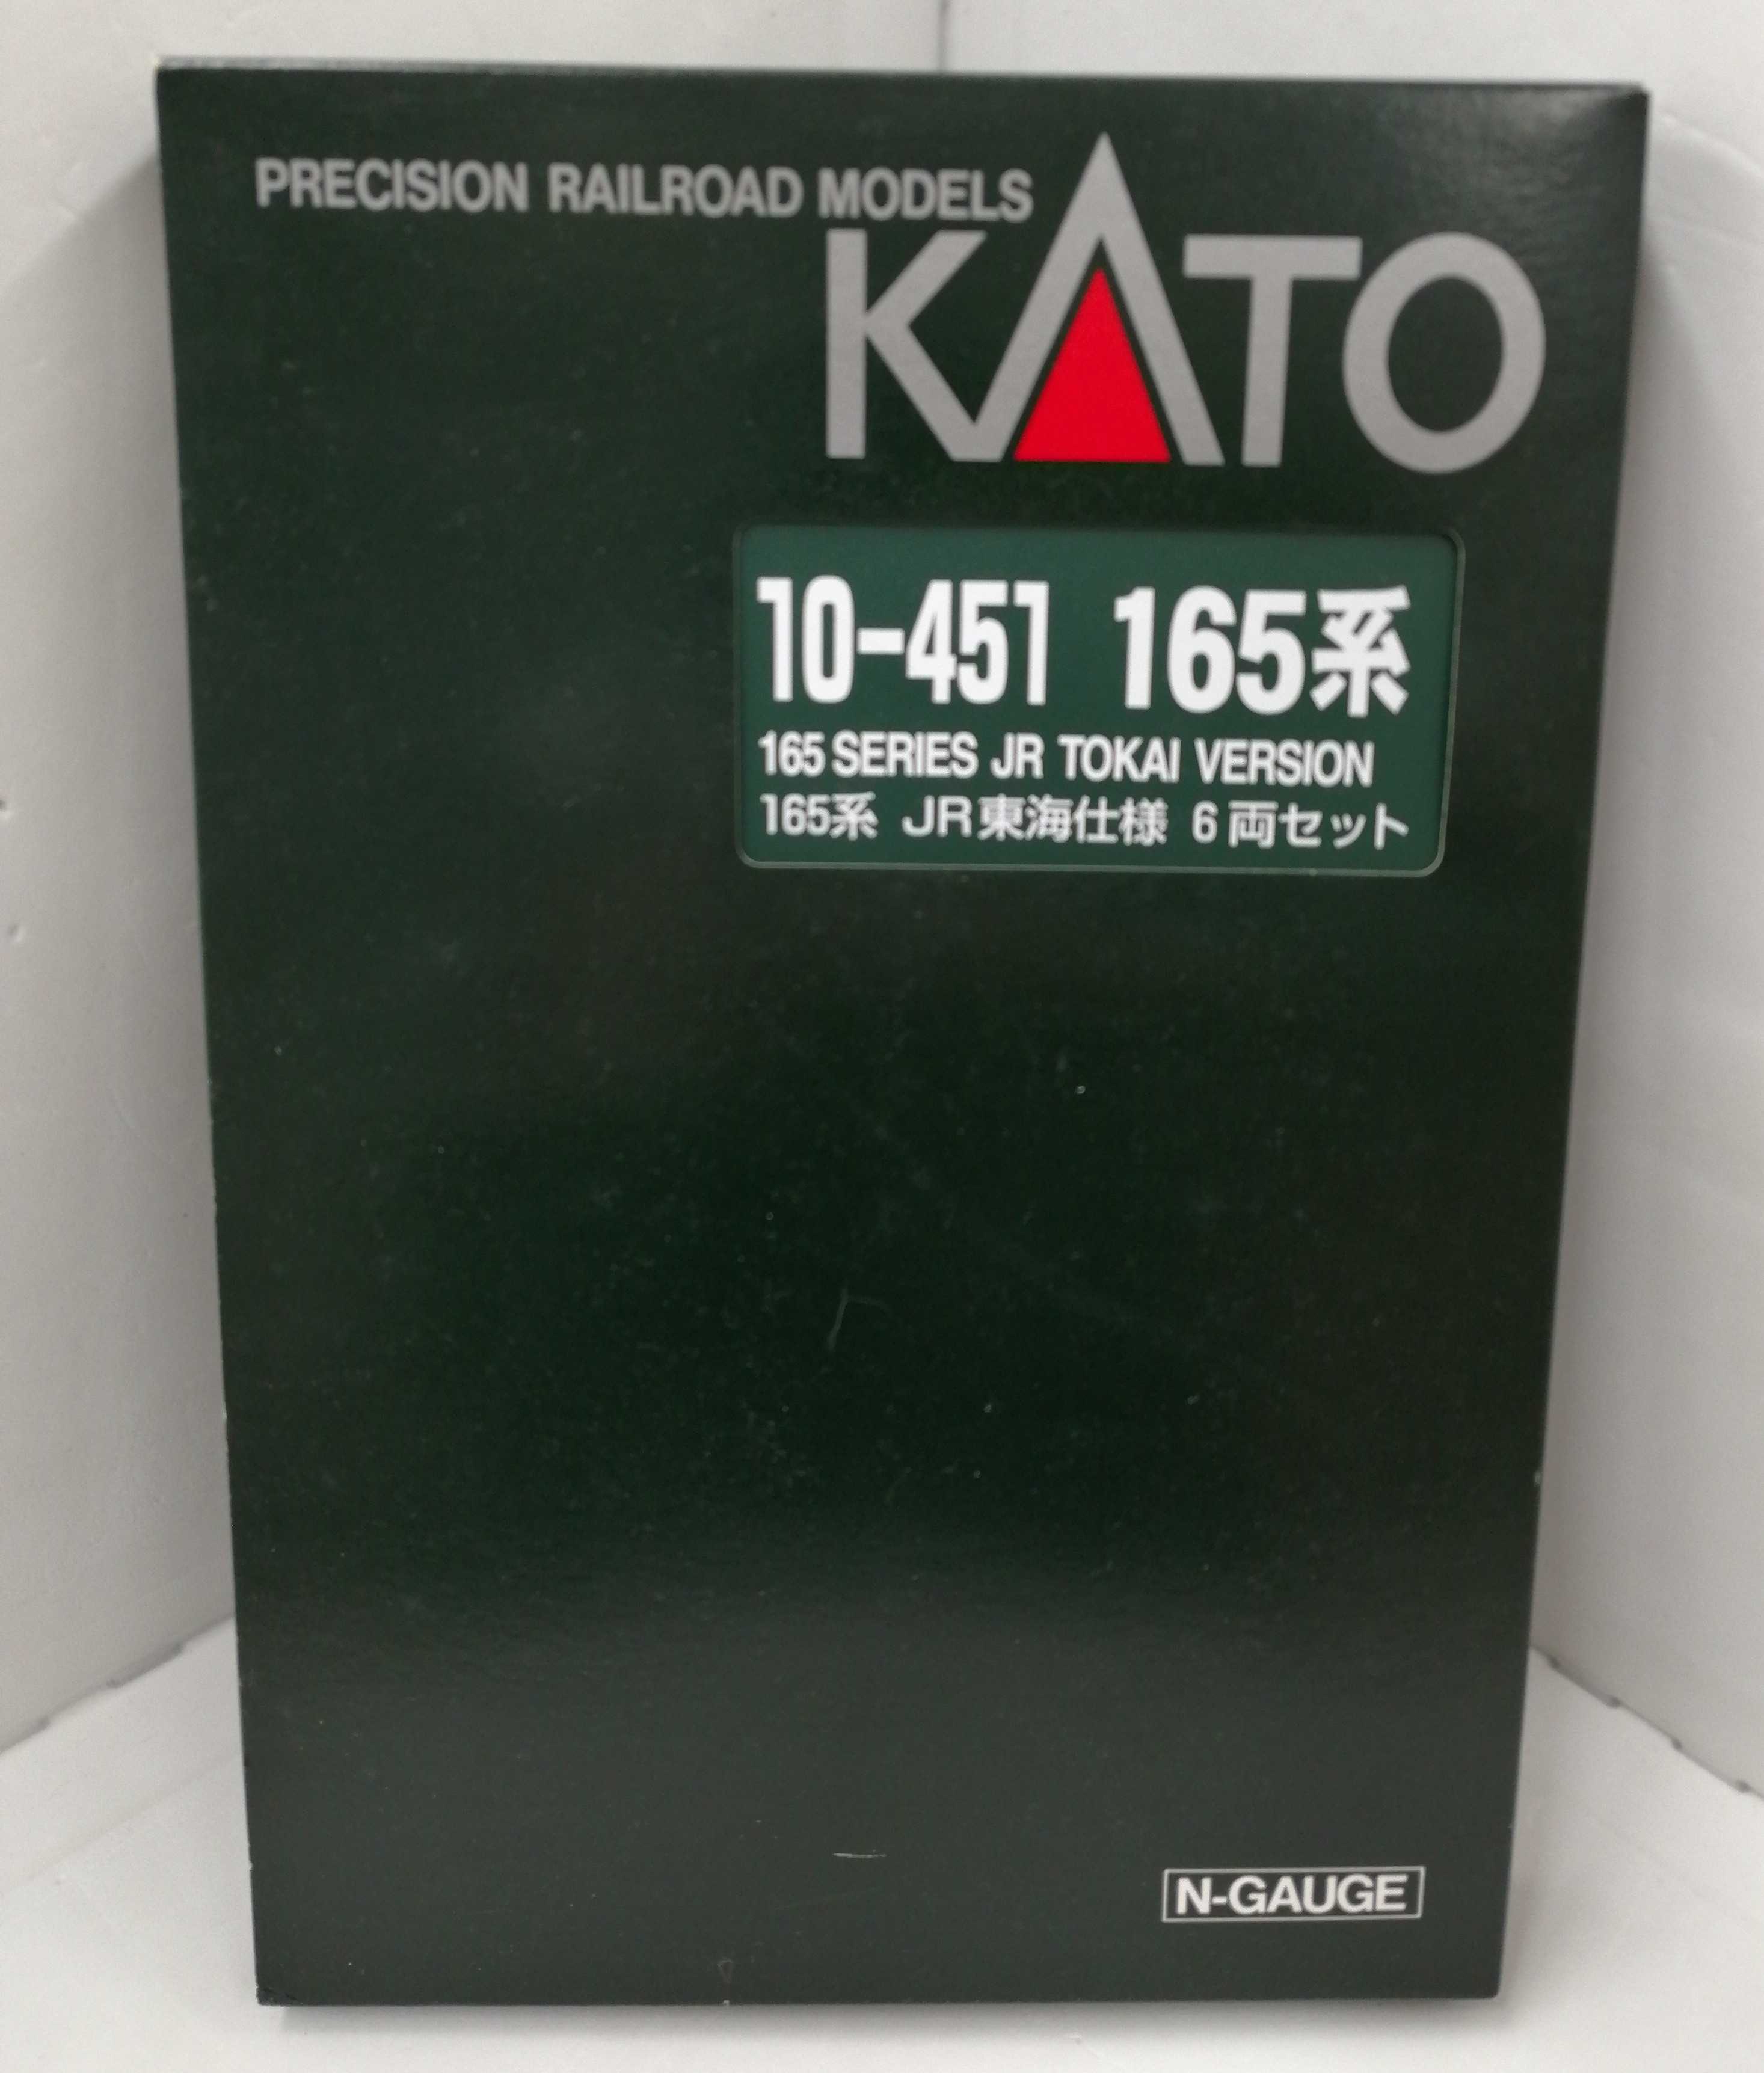 PRECISION RAILROAD MODELS
KATO
10-451 165系
165 SERIES JR TOKAI VERSION
165系 JR東海仕様 6両セット
N-GAUGE